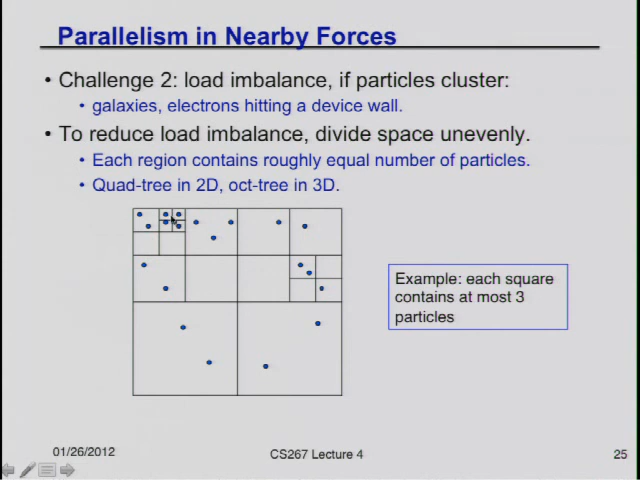 Parallelism in Nearby Forces
• Challenge 2: load imbalance, if particles cluster:
• galaxies, electrons hitting a device wall.
• To reduce load imbalance, divide space unevenly.
• Each region contains roughly equal number of particles.
• Quad-tree in 2D, oct-tree in 3D.
Example: each square
contains at most 3
particles
01/26/2012
CS267 Lecture 4
25